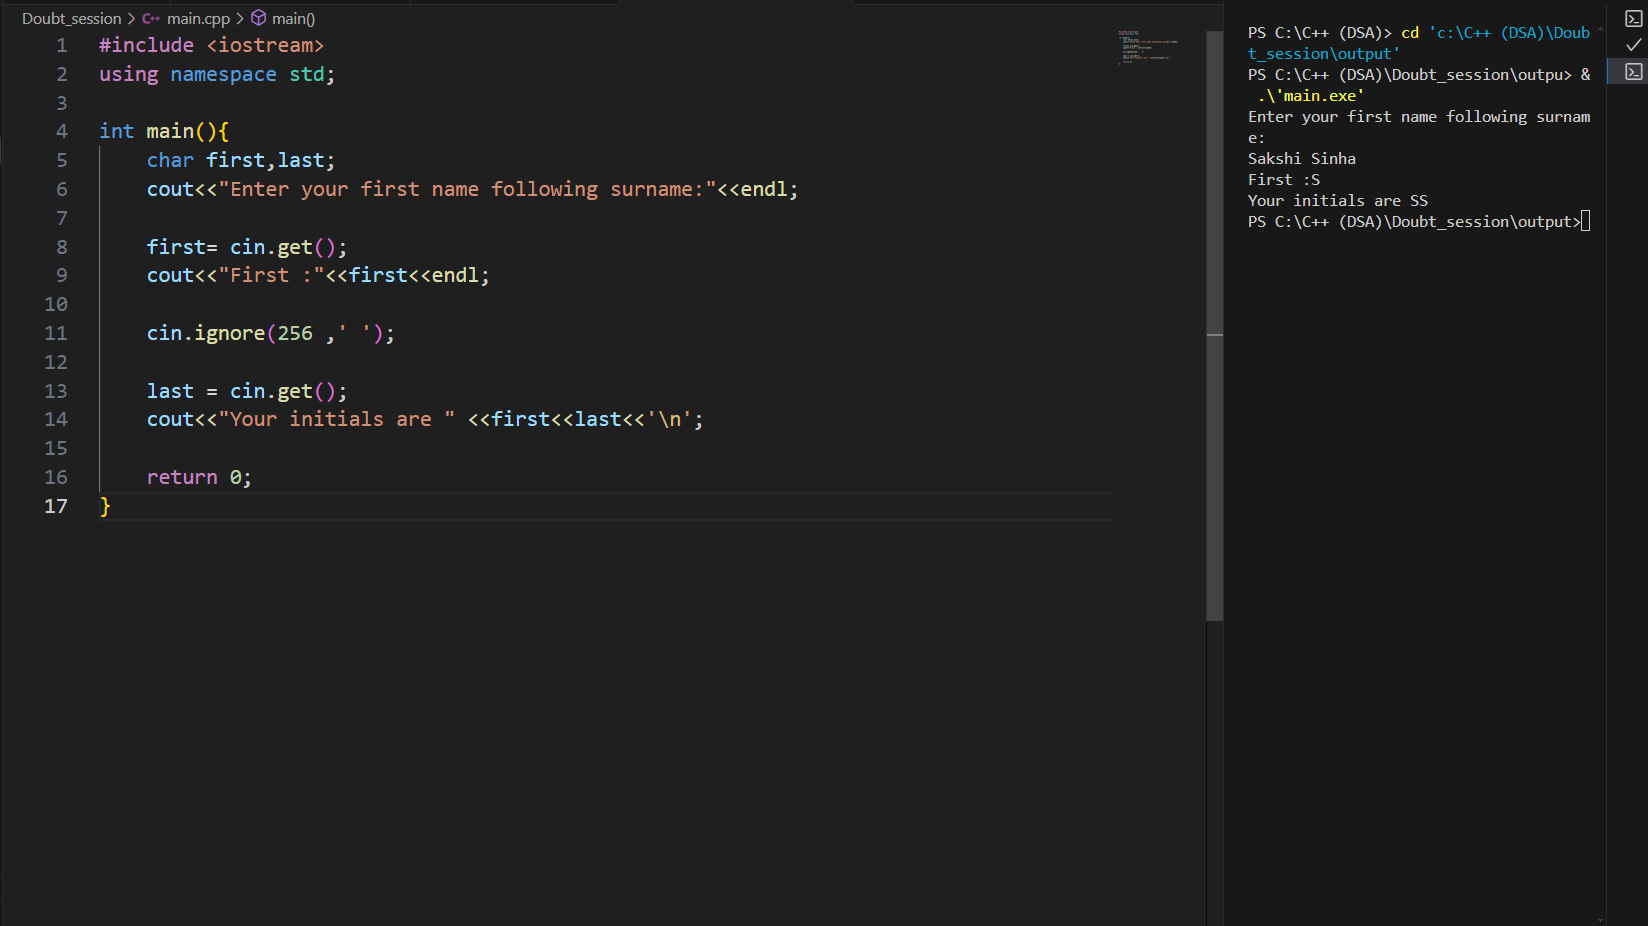 Doubt_session > C++ main.cpp > main()
1 #include <iostream>
2 using namespace std;
3
4 int main(){
5     char first,last;
6     cout<<"Enter your first name following surname:"<<endl;
7
8     first= cin.get();
9     cout<<"First :"<<first<<endl;
10
11     cin.ignore(256 ,' ');
12
13     last = cin.get();
14     cout<<"Your initials are " <<first<<last<<'\n';
15
16     return 0;
17 }
PS C:\C++ (DSA)> cd 'c:\C++ (DSA)\Doub
t_session\output'
PS C:\C++ (DSA)\Doubt_session\outpu> &
.\'main.exe'
Enter your first name following surnam
e:
Sakshi Sinha
First :S
Your initials are SS
PS C:\C++ (DSA)\Doubt_session\output>